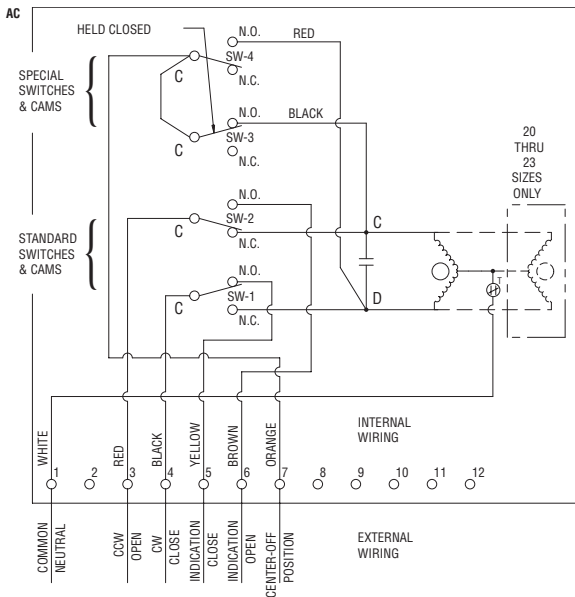 AC
HELD CLOSED
N.O.
RED
SW-4
C
N.C.
SPECIAL
SWITCHES
& CAMS
N.O.
BLACK
SW-3
C
N.C.
20
THRU
23
SIZES
ONLY
N.O.
SW-2
C
N.C.
C
STANDARD
SWITCHES
& CAMS
N.O.
SW-1
C
N.C.
D
T
WHITE
RED
BLACK
YELLOW
BROWN
ORANGE
INTERNAL
WIRING
1
2
3
4
5
6
7
8
9
10
11
12
COMMON
NEUTRAL
CCW
OPEN
CW
CLOSE
INDICATION
CLOSE
INDICATION
OPEN
CENTER-OFF
POSITION
EXTERNAL
WIRING